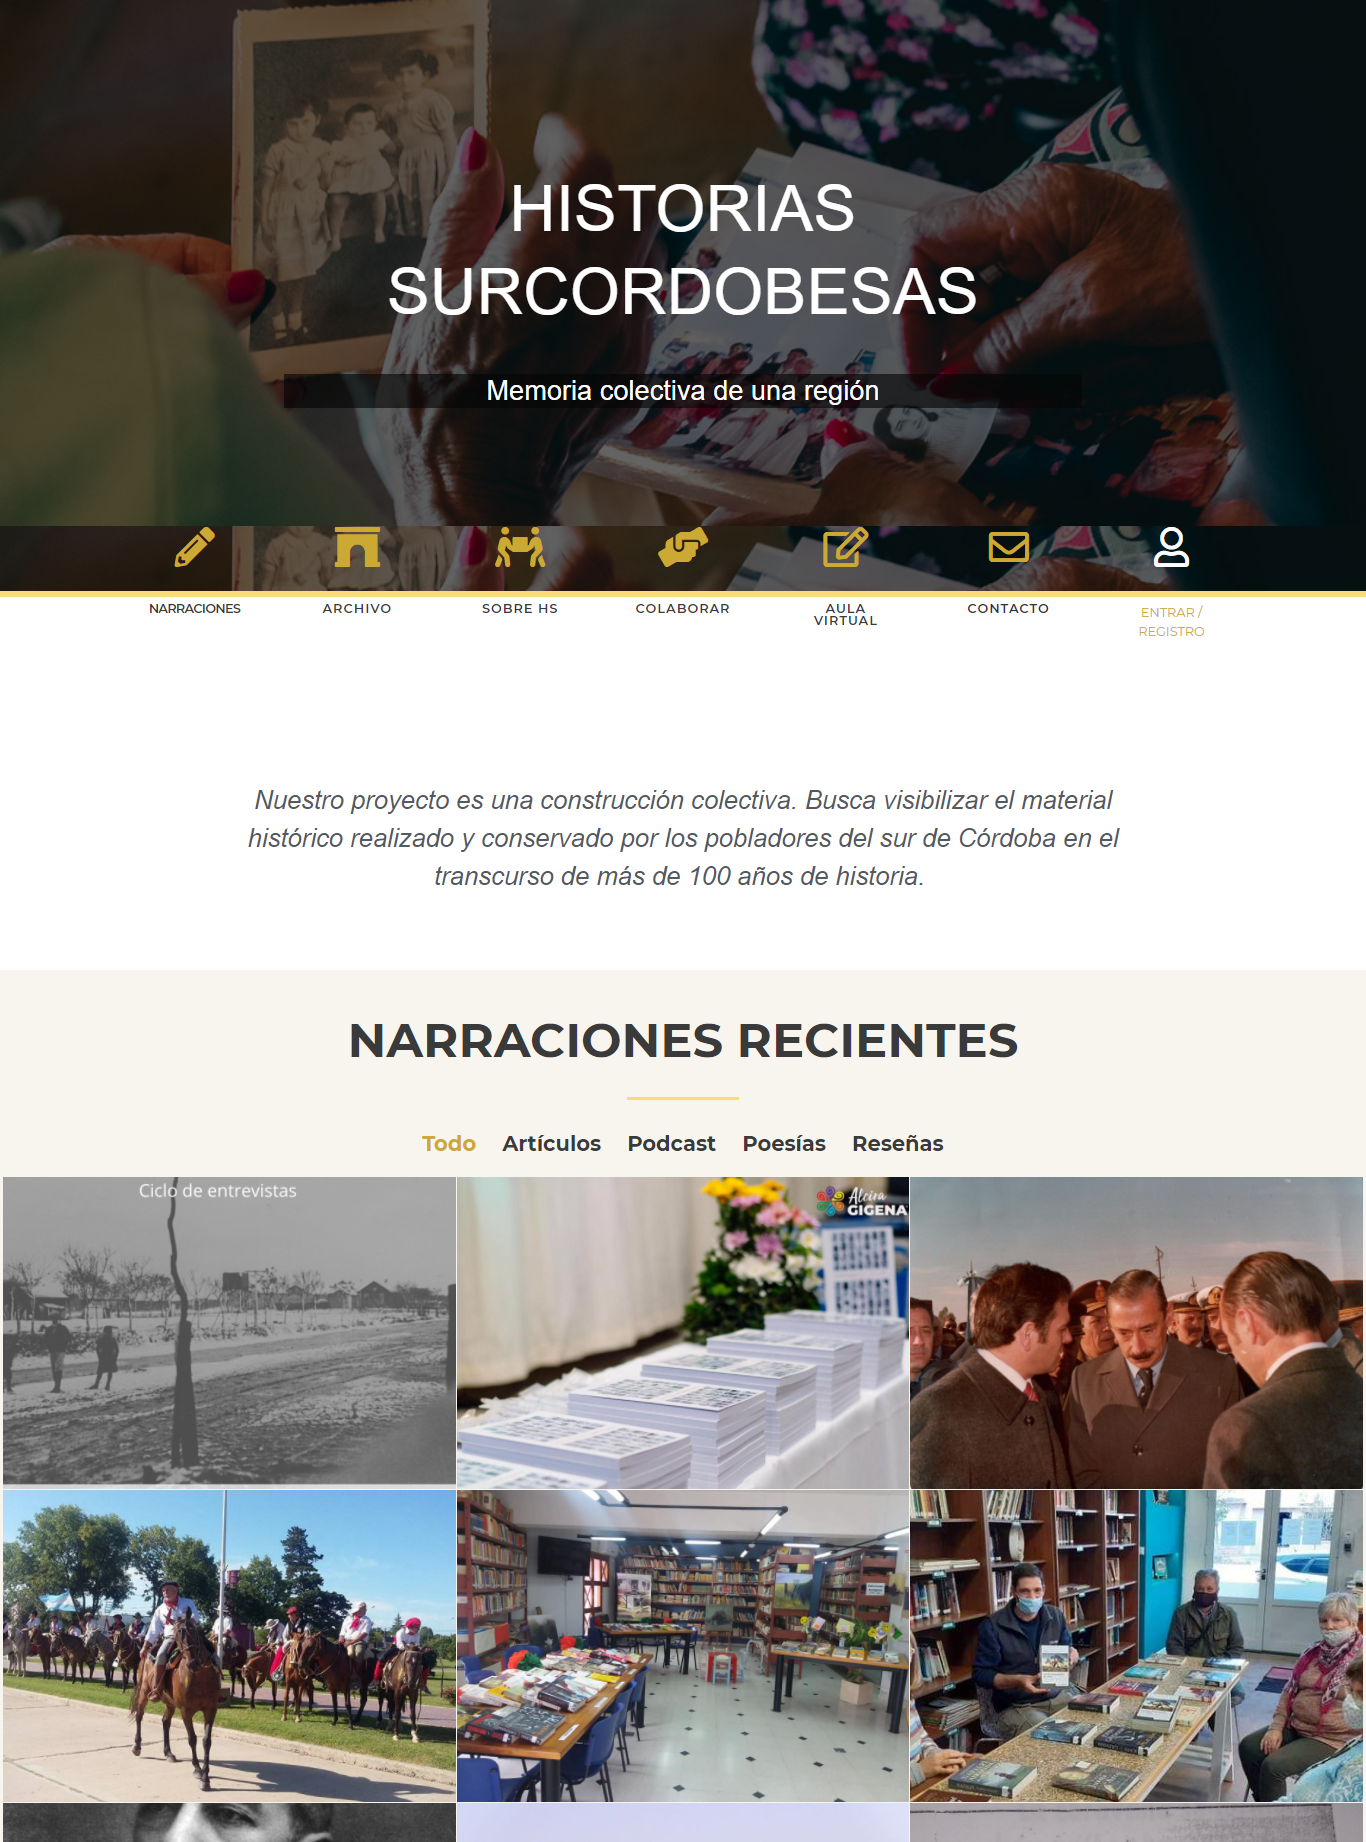 HISTORIAS
SURCORDOBESAS
Memoria colectiva de una región
NARRACIONES
ARCHIVO
SOBRE HS
COLABORAR
AULA
VIRTUAL
CONTACTO
ENTRAR /
REGISTRO
Nuestro proyecto es una construcción colectiva. Busca visibilizar el material
histórico realizado y conservado por los pobladores del sur de Córdoba en el
transcurso de más de 100 años de historia.
NARRACIONES RECIENTES
Todo Artículos Podcast Poesías Reseñas
Ciclo de entrevistas
Alcira
GIGENA